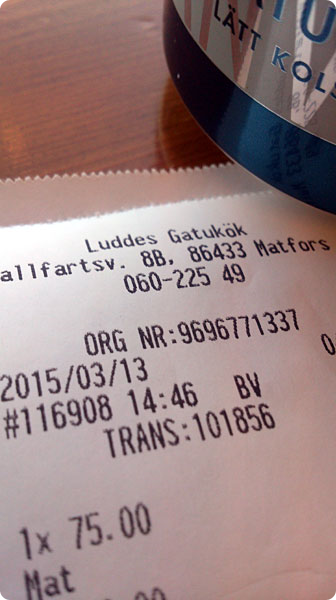 LÄTT KOLS
Luddes Gatukök
allfartsv. 8B, 86433 Matfors
060-225 49
ORG NR:9696771337
2015/03/13
#116908 14:46 BV
TRANS:101856
1x 75.00
Mat